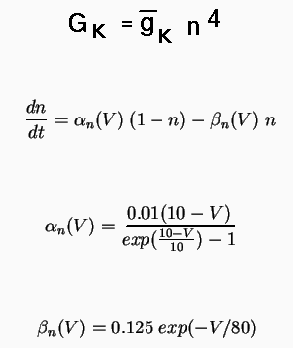 G_K = g̅_K n^4
dn/dt = α_n(V) (1 − n) − β_n(V) n
α_n(V) = 0.01(10 − V) / exp((10−V)/10) − 1
β_n(V) = 0.125 exp(−V/80)